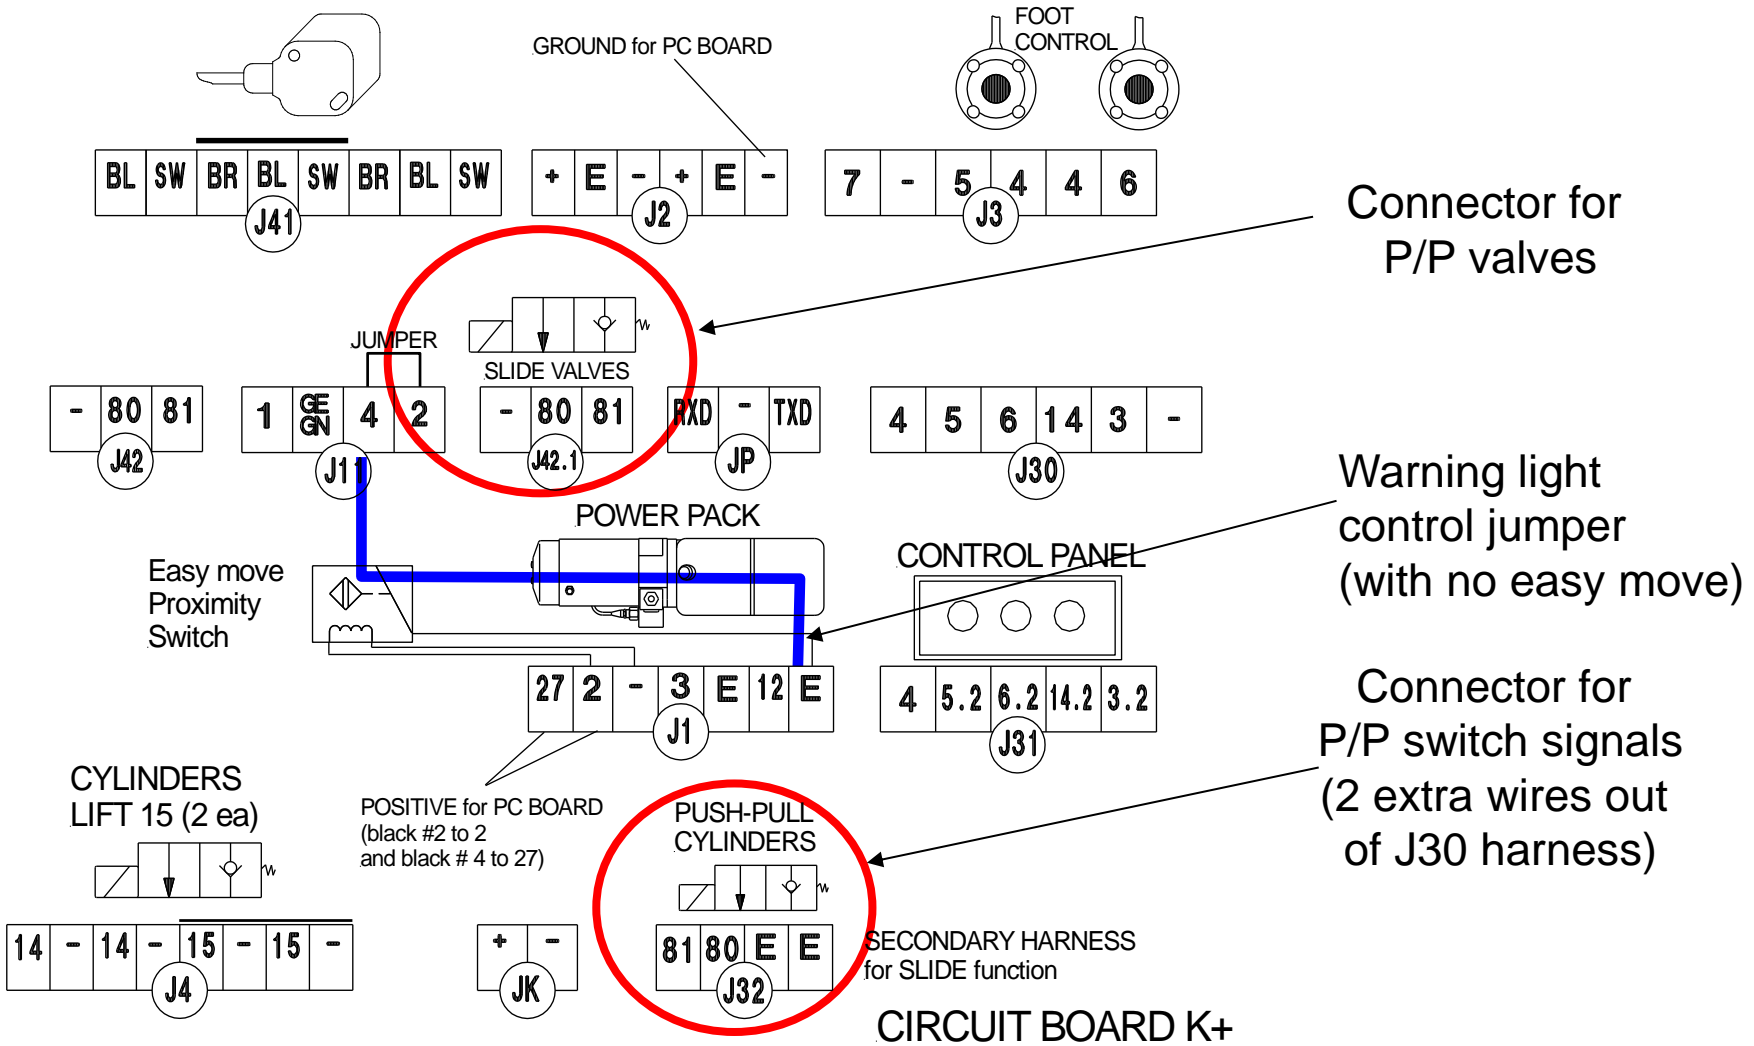 GROUND for PC BOARD
FOOT
CONTROL
BL SW BR BL SW BR BL SW
J41
+ E - + E -
J2
7 - 5 4 4 6
J3
Connector for
P/P valves
JUMPER
SLIDE VALVES
- 80 81
J42
1 GE GN 4 2
J11
- 80 81
J42.1
RXD - TXD
JP
4 5 6 14 3 -
J30
Warning light
control jumper
(with no easy move)
POWER PACK
CONTROL PANEL
Easy move
Proximity
Switch
27 2 - 3 E 12 E
J1
4 5.2 6.2 14.2 3.2
J31
Connector for
P/P switch signals
(2 extra wires out
of J30 harness)
CYLINDERS
LIFT 15 (2 ea)
POSITIVE for PC BOARD
(black #2 to 2
and black # 4 to 27)
PUSH-PULL
CYLINDERS
14 - 14 - 15 - 15 -
J4
+ -
JK
81 80 E E
J32
SECONDARY HARNESS
for SLIDE function
CIRCUIT BOARD K+